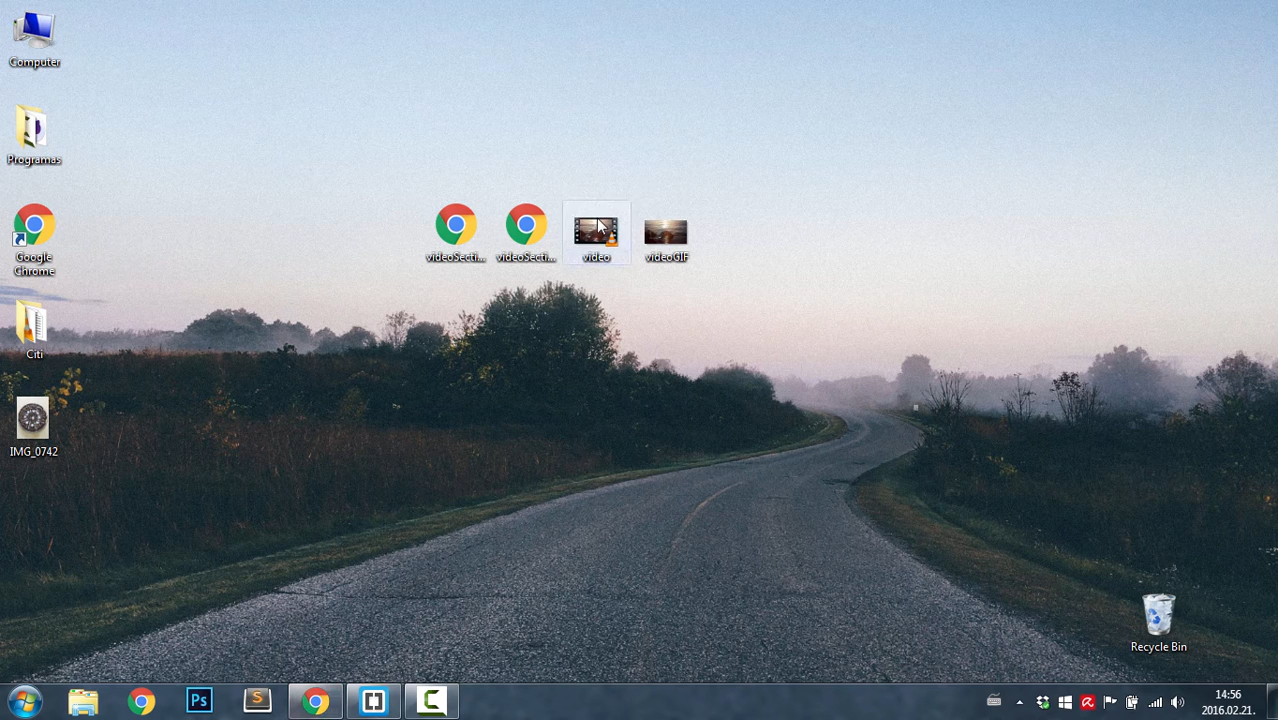 Computer
Programas
Google
Chrome
Citi
IMG_0742
videoSecti...
videoSecti...
video
videoGIF
Recycle Bin
Ps
S
14:56
2016.02.21.